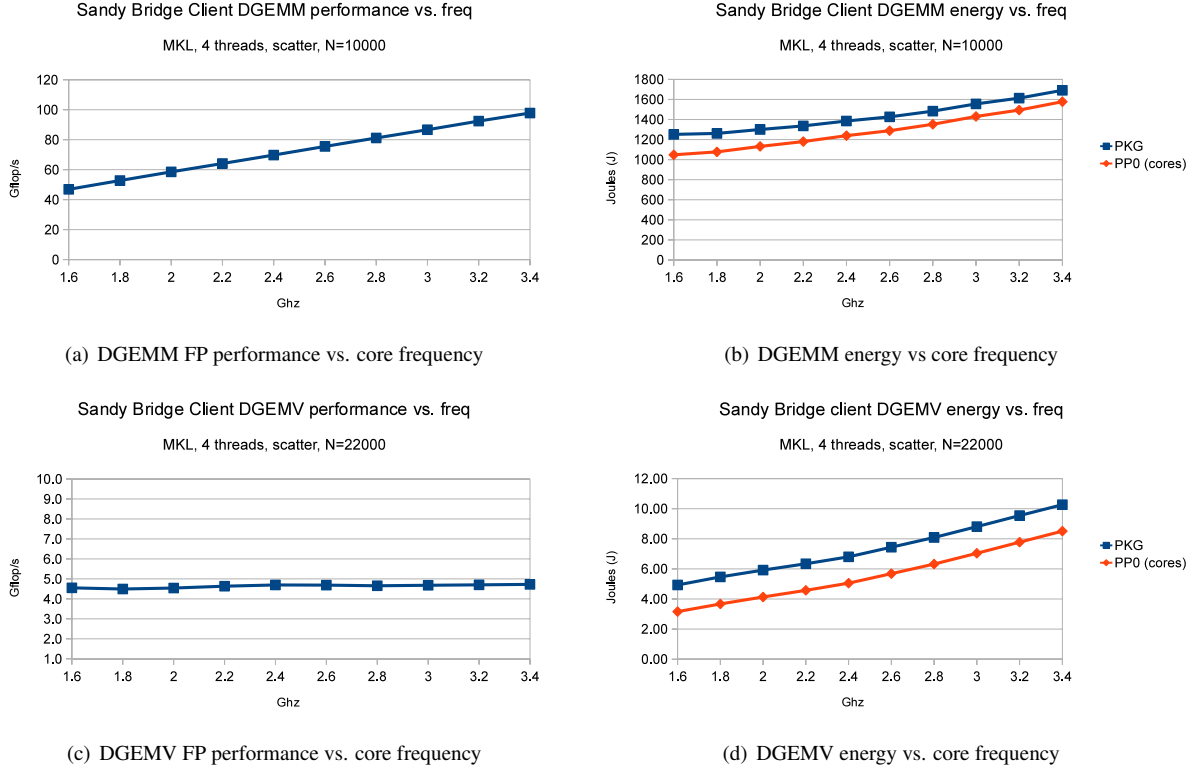 Sandy Bridge Client DGEMM performance vs. freq
MKL, 4 threads, scatter, N=10000
120
100
80
60
40
20
0
Gflop/s
1.6 1.8 2 2.2 2.4 2.6 2.8 3 3.2 3.4
Ghz
(a) DGEMM FP performance vs. core frequency
Sandy Bridge Client DGEMM energy vs. freq
MKL, 4 threads, scatter, N=10000
1800
1600
1400
1200
1000
800
600
400
200
0
Joules (J)
1.6 1.8 2 2.2 2.4 2.6 2.8 3 3.2 3.4
Ghz
PKG
PP0 (cores)
(b) DGEMM energy vs core frequency
Sandy Bridge Client DGEMV performance vs. freq
MKL, 4 threads, scatter, N=22000
10.0
9.0
8.0
7.0
6.0
5.0
4.0
3.0
2.0
1.0
Gflop/s
1.6 1.8 2 2.2 2.4 2.6 2.8 3 3.2 3.4
Ghz
(c) DGEMV FP performance vs. core frequency
Sandy Bridge client DGEMV energy vs. freq
MKL, 4 threads, scatter, N=22000
12.00
10.00
8.00
6.00
4.00
2.00
0.00
Joules (J)
1.6 1.8 2 2.2 2.4 2.6 2.8 3 3.2 3.4
Ghz
PKG
PP0 (cores)
(d) DGEMV energy vs. core frequency